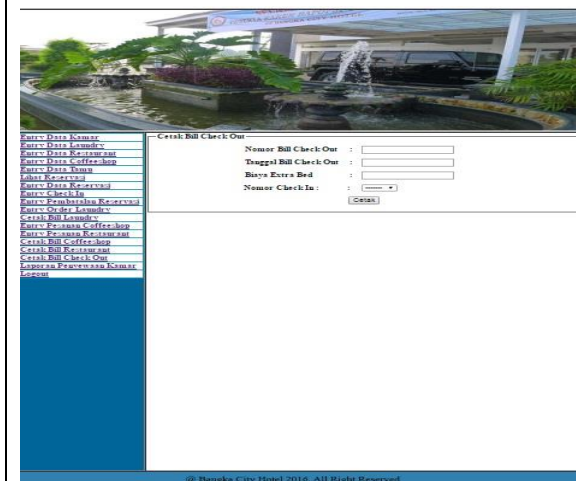 CITY HOTEL
Entry Data Kamar
Entry Data Laundry
Entry Data Restaurant
Entry Data Coffeeshop
Entry Data Tamu
Lihat Reservasi
Entry Data Reservasi
Entry Check In
Entry Pembatalan Reservasi
Entry Order Laundry
Cetak Bill Laundry
Entry Pesanan Coffeeshop
Entry Pesanan Restaurant
Cetak Bill Coffeeshop
Cetak Bill Restaurant
Cetak Bill Check Out
Laporan Penyewaan Kamar
Logout
Cetak Bill Check Out
Nomor Bill Check Out :
Tanggal Bill Check Out :
Biaya Extra Bed :
Nomor Check In : : ------
Cetak
@ Bangka City Hotel 2016. All Right Reserved